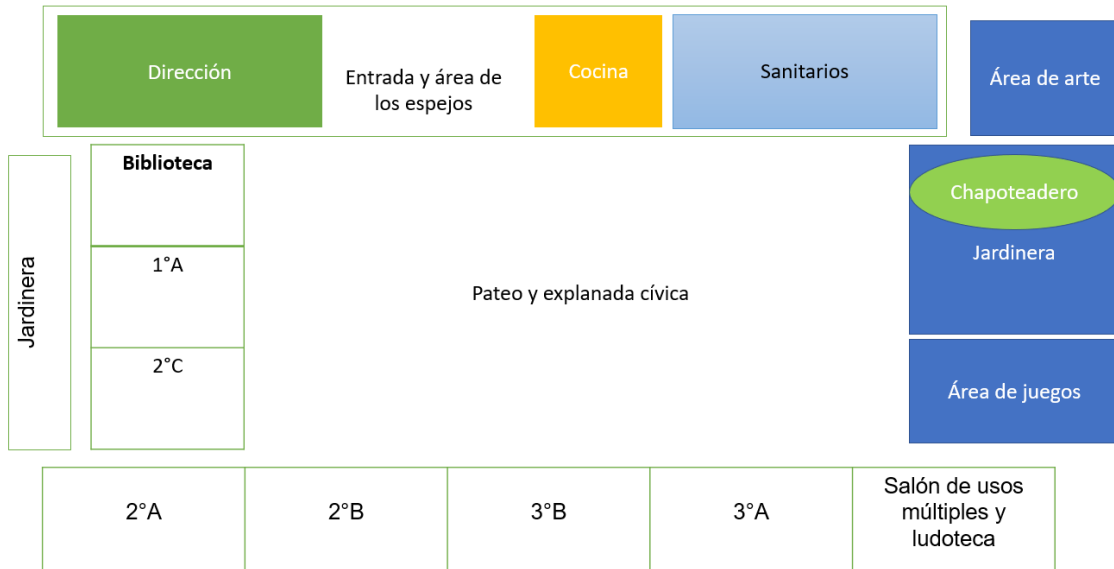 Dirección
Entrada y área de
los espejos
Cocina
Sanitarios
Área de arte
Jardinera
Biblioteca
1°A
2°C
Pateo y explanada cívica
Chapoteadero
Jardinera
Área de juegos
2°A
2°B
3°B
3°A
Salón de usos
múltiples y
ludoteca